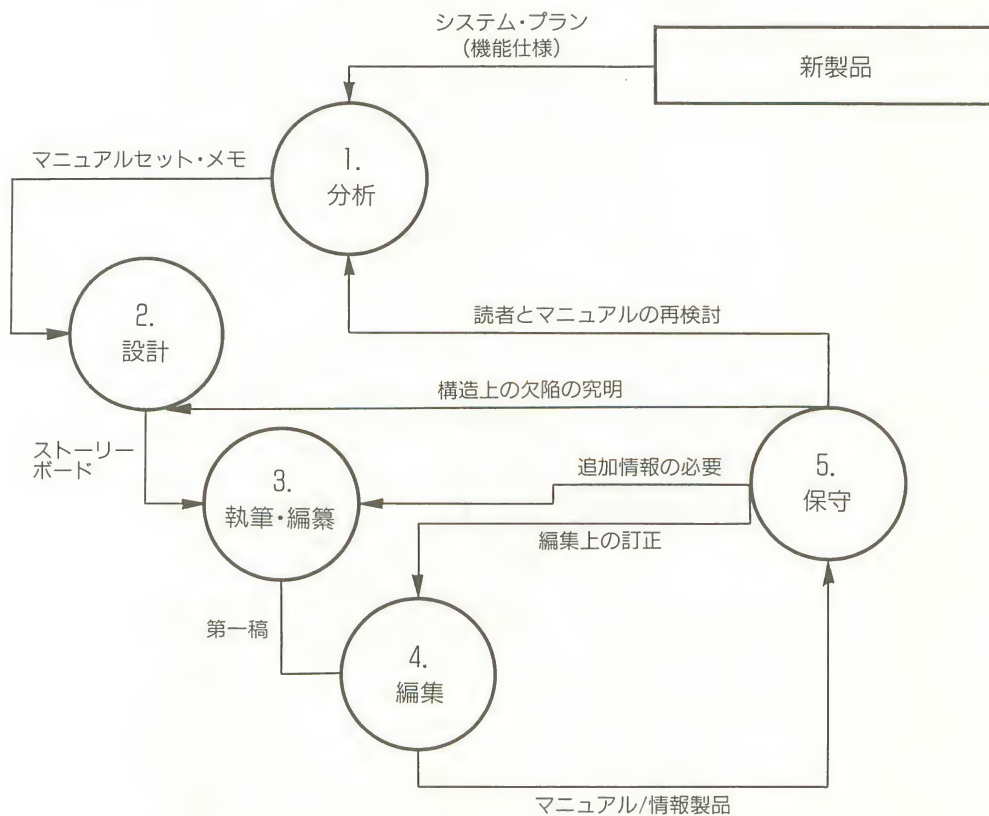 システム・プラン
(機能仕様)
新製品
1.
分析
マニュアルセット・メモ
2.
設計
読者とマニュアルの再検討
構造上の欠陥の究明
ストーリー
ボード
3.
執筆・編纂
追加情報の必要
5.
保守
編集上の訂正
第一稿
4.
編集
マニュアル/情報製品